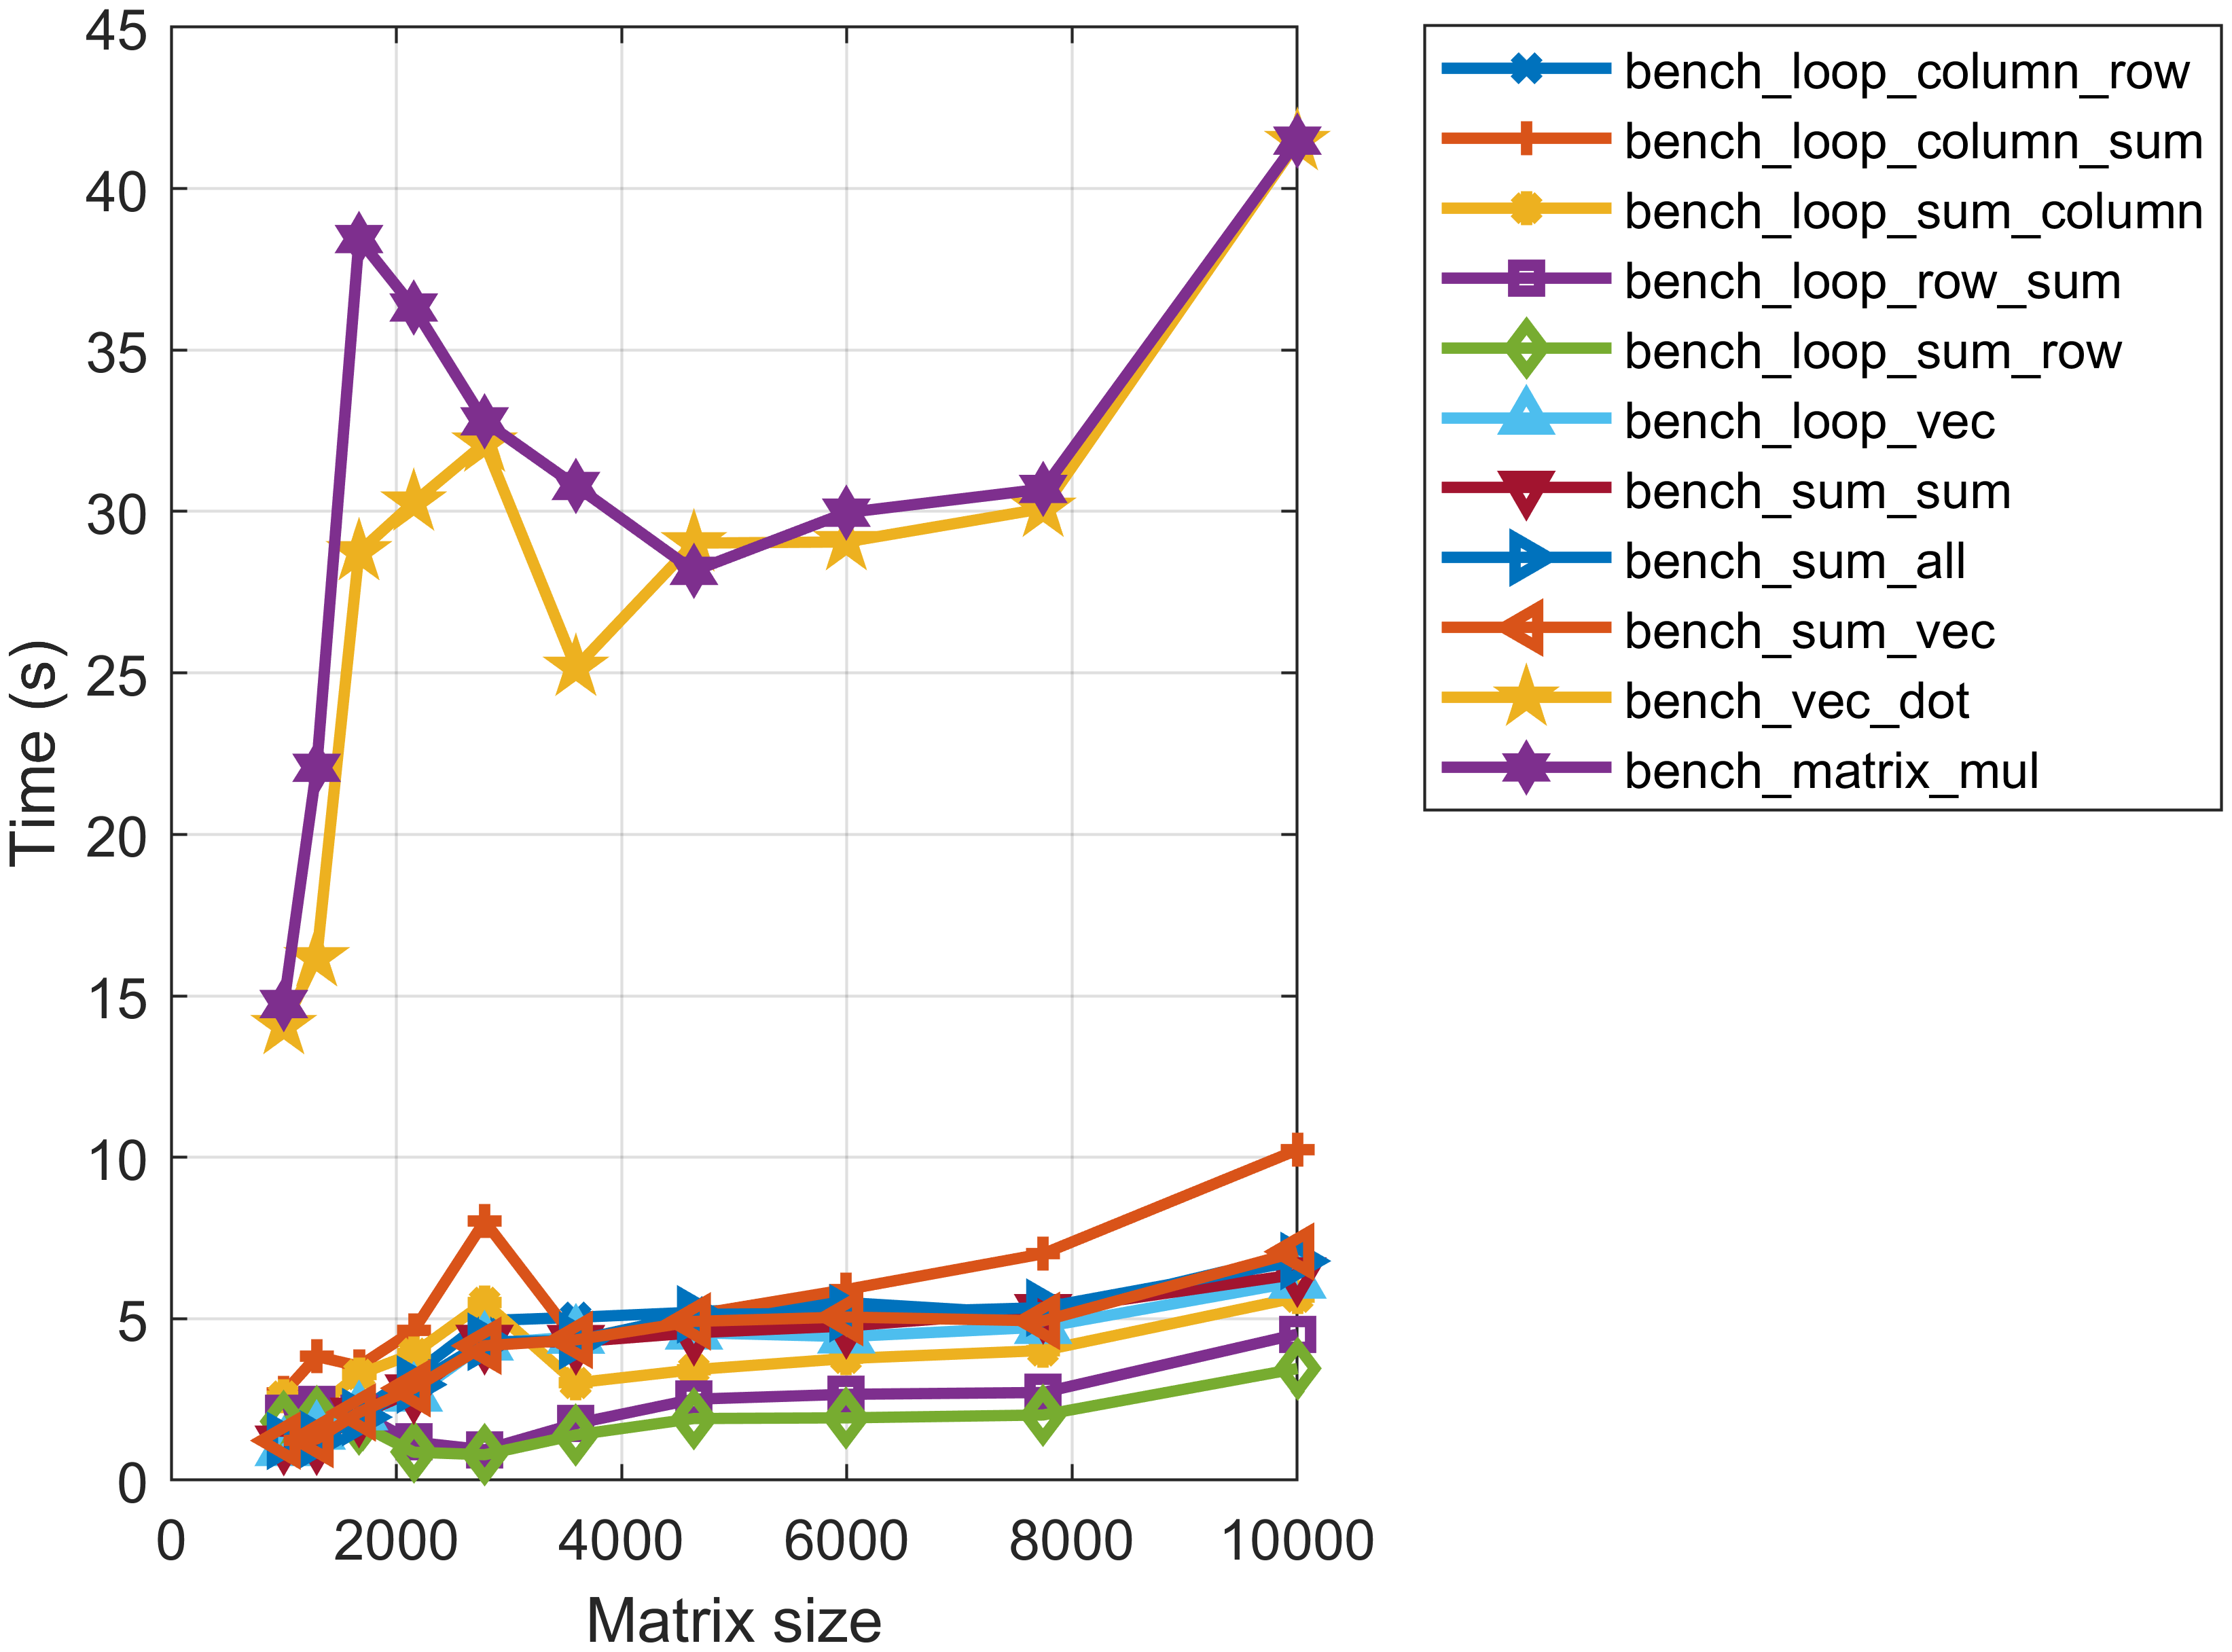 45
40
35
30
25
20
15
10
5
0
Time (s)
0 2000 4000 6000 8000 10000
Matrix size
bench_loop_column_row
bench_loop_column_sum
bench_loop_sum_column
bench_loop_row_sum
bench_loop_sum_row
bench_loop_vec
bench_sum_sum
bench_sum_all
bench_sum_vec
bench_vec_dot
bench_matrix_mul